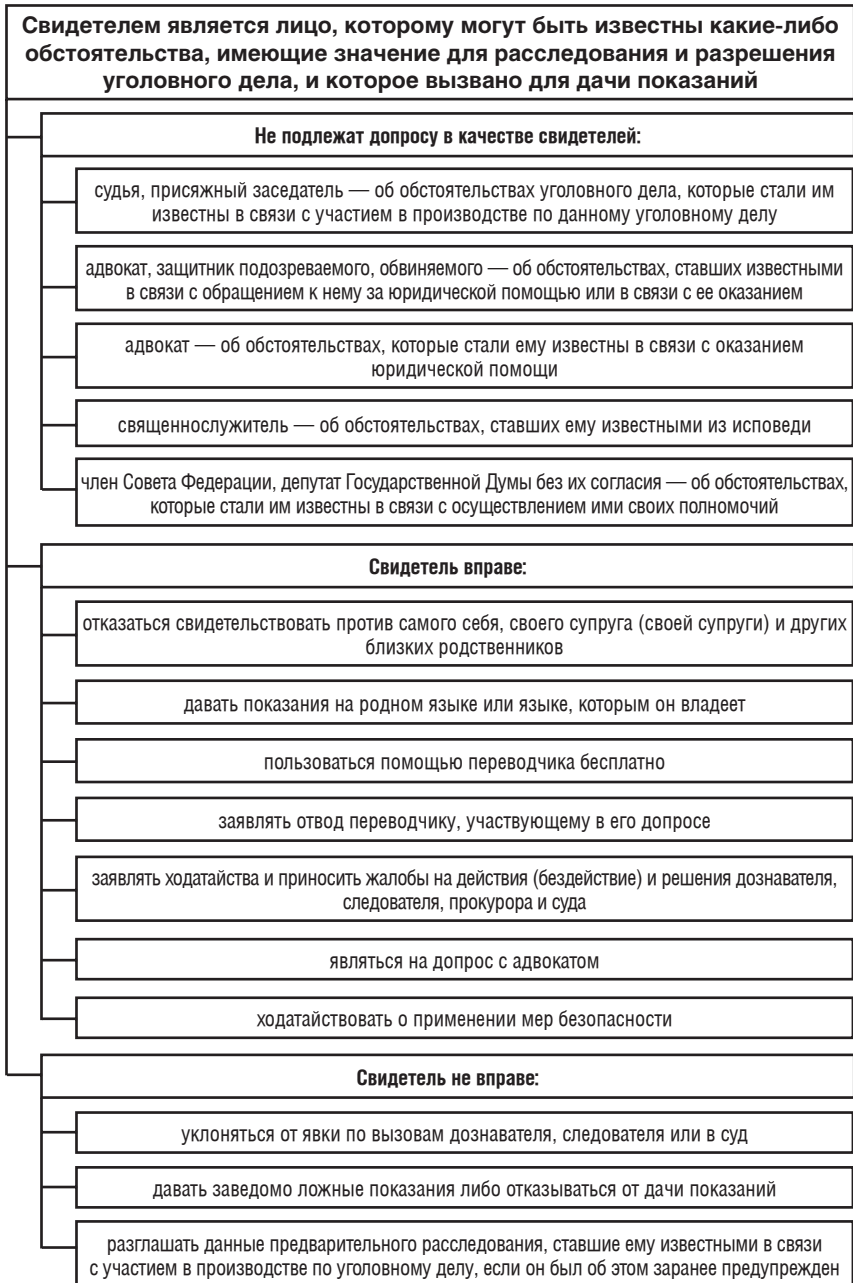 Свидетелем является лицо, которому могут быть известны какие-либо
обстоятельства, имеющие значение для расследования и разрешения
уголовного дела, и которое вызвано для дачи показаний
Не подлежат допросу в качестве свидетелей:
судья, присяжный заседатель — об обстоятельствах уголовного дела, которые стали им
известны в связи с участием в производстве по данному уголовному делу
адвокат, защитник подозреваемого, обвиняемого — об обстоятельствах, ставших известными
в связи с обращением к нему за юридической помощью или в связи с ее оказанием
адвокат — об обстоятельствах, которые стали ему известны в связи с оказанием
юридической помощи
священнослужитель — об обстоятельствах, ставших ему известными из исповеди
член Совета Федерации, депутат Государственной Думы без их согласия — об обстоятельствах,
которые стали им известны в связи с осуществлением ими своих полномочий
Свидетель вправе:
отказаться свидетельствовать против самого себя, своего супруга (своей супруги) и других
близких родственников
давать показания на родном языке или языке, которым он владеет
пользоваться помощью переводчика бесплатно
заявлять отвод переводчику, участвующему в его допросе
заявлять ходатайства и приносить жалобы на действия (бездействие) и решения дознавателя,
следователя, прокурора и суда
являться на допрос с адвокатом
ходатайствовать о применении мер безопасности
Свидетель не вправе:
уклоняться от явки по вызовам дознавателя, следователя или в суд
давать заведомо ложные показания либо отказываться от дачи показаний
разглашать данные предварительного расследования, ставшие ему известными в связи
с участием в производстве по уголовному делу, если он был об этом заранее предупрежден